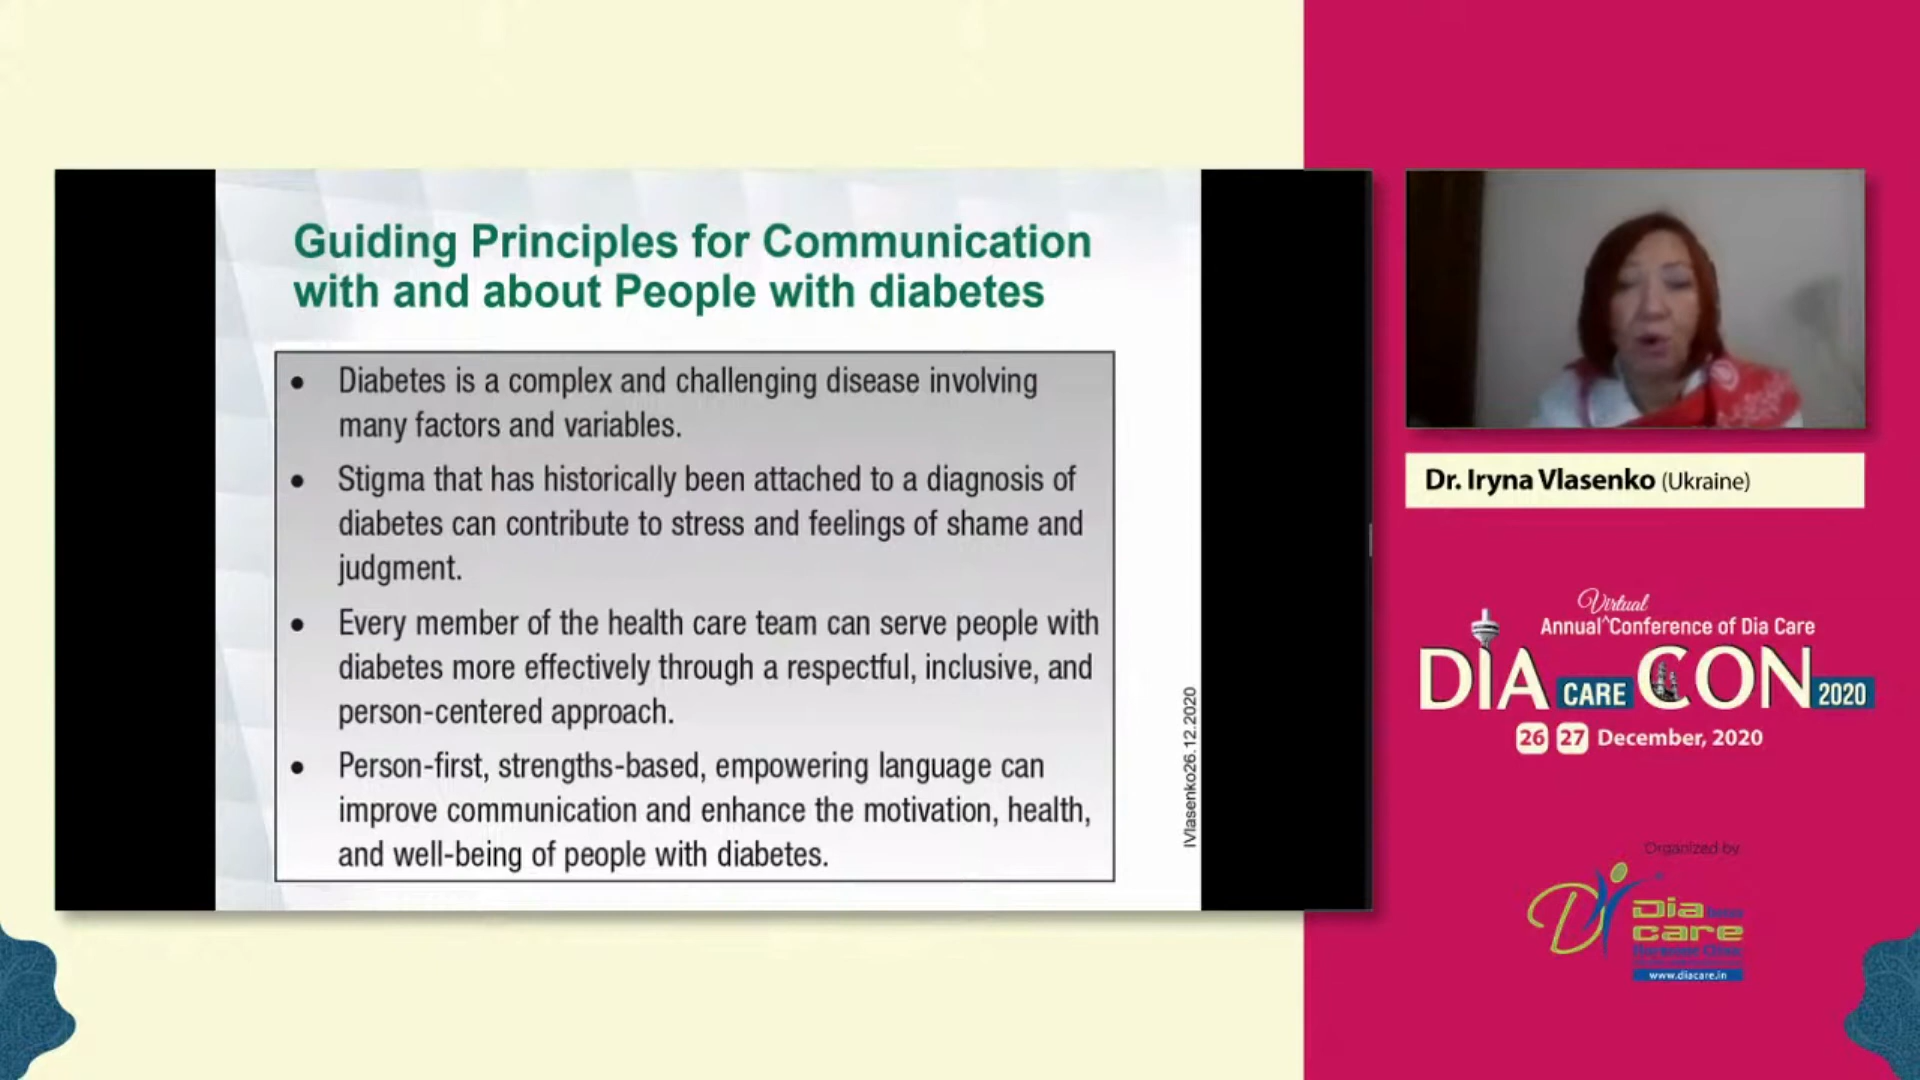 Guiding Principles for Communication
with and about People with diabetes
• Diabetes is a complex and challenging disease involving
many factors and variables.
• Stigma that has historically been attached to a diagnosis of
diabetes can contribute to stress and feelings of shame and
judgment.
• Every member of the health care team can serve people with
diabetes more effectively through a respectful, inclusive, and
person-centered approach.
• Person-first, strengths-based, empowering language can
improve communication and enhance the motivation, health,
and well-being of people with diabetes.
IVlasenko26.12.2020
Dr. Iryna Vlasenko (Ukraine)
Virtual
Annual^Conference of Dia Care
DIA CARE CON 2020
26 27 December, 2020
Organized by
Dia
care
www.diacare.in